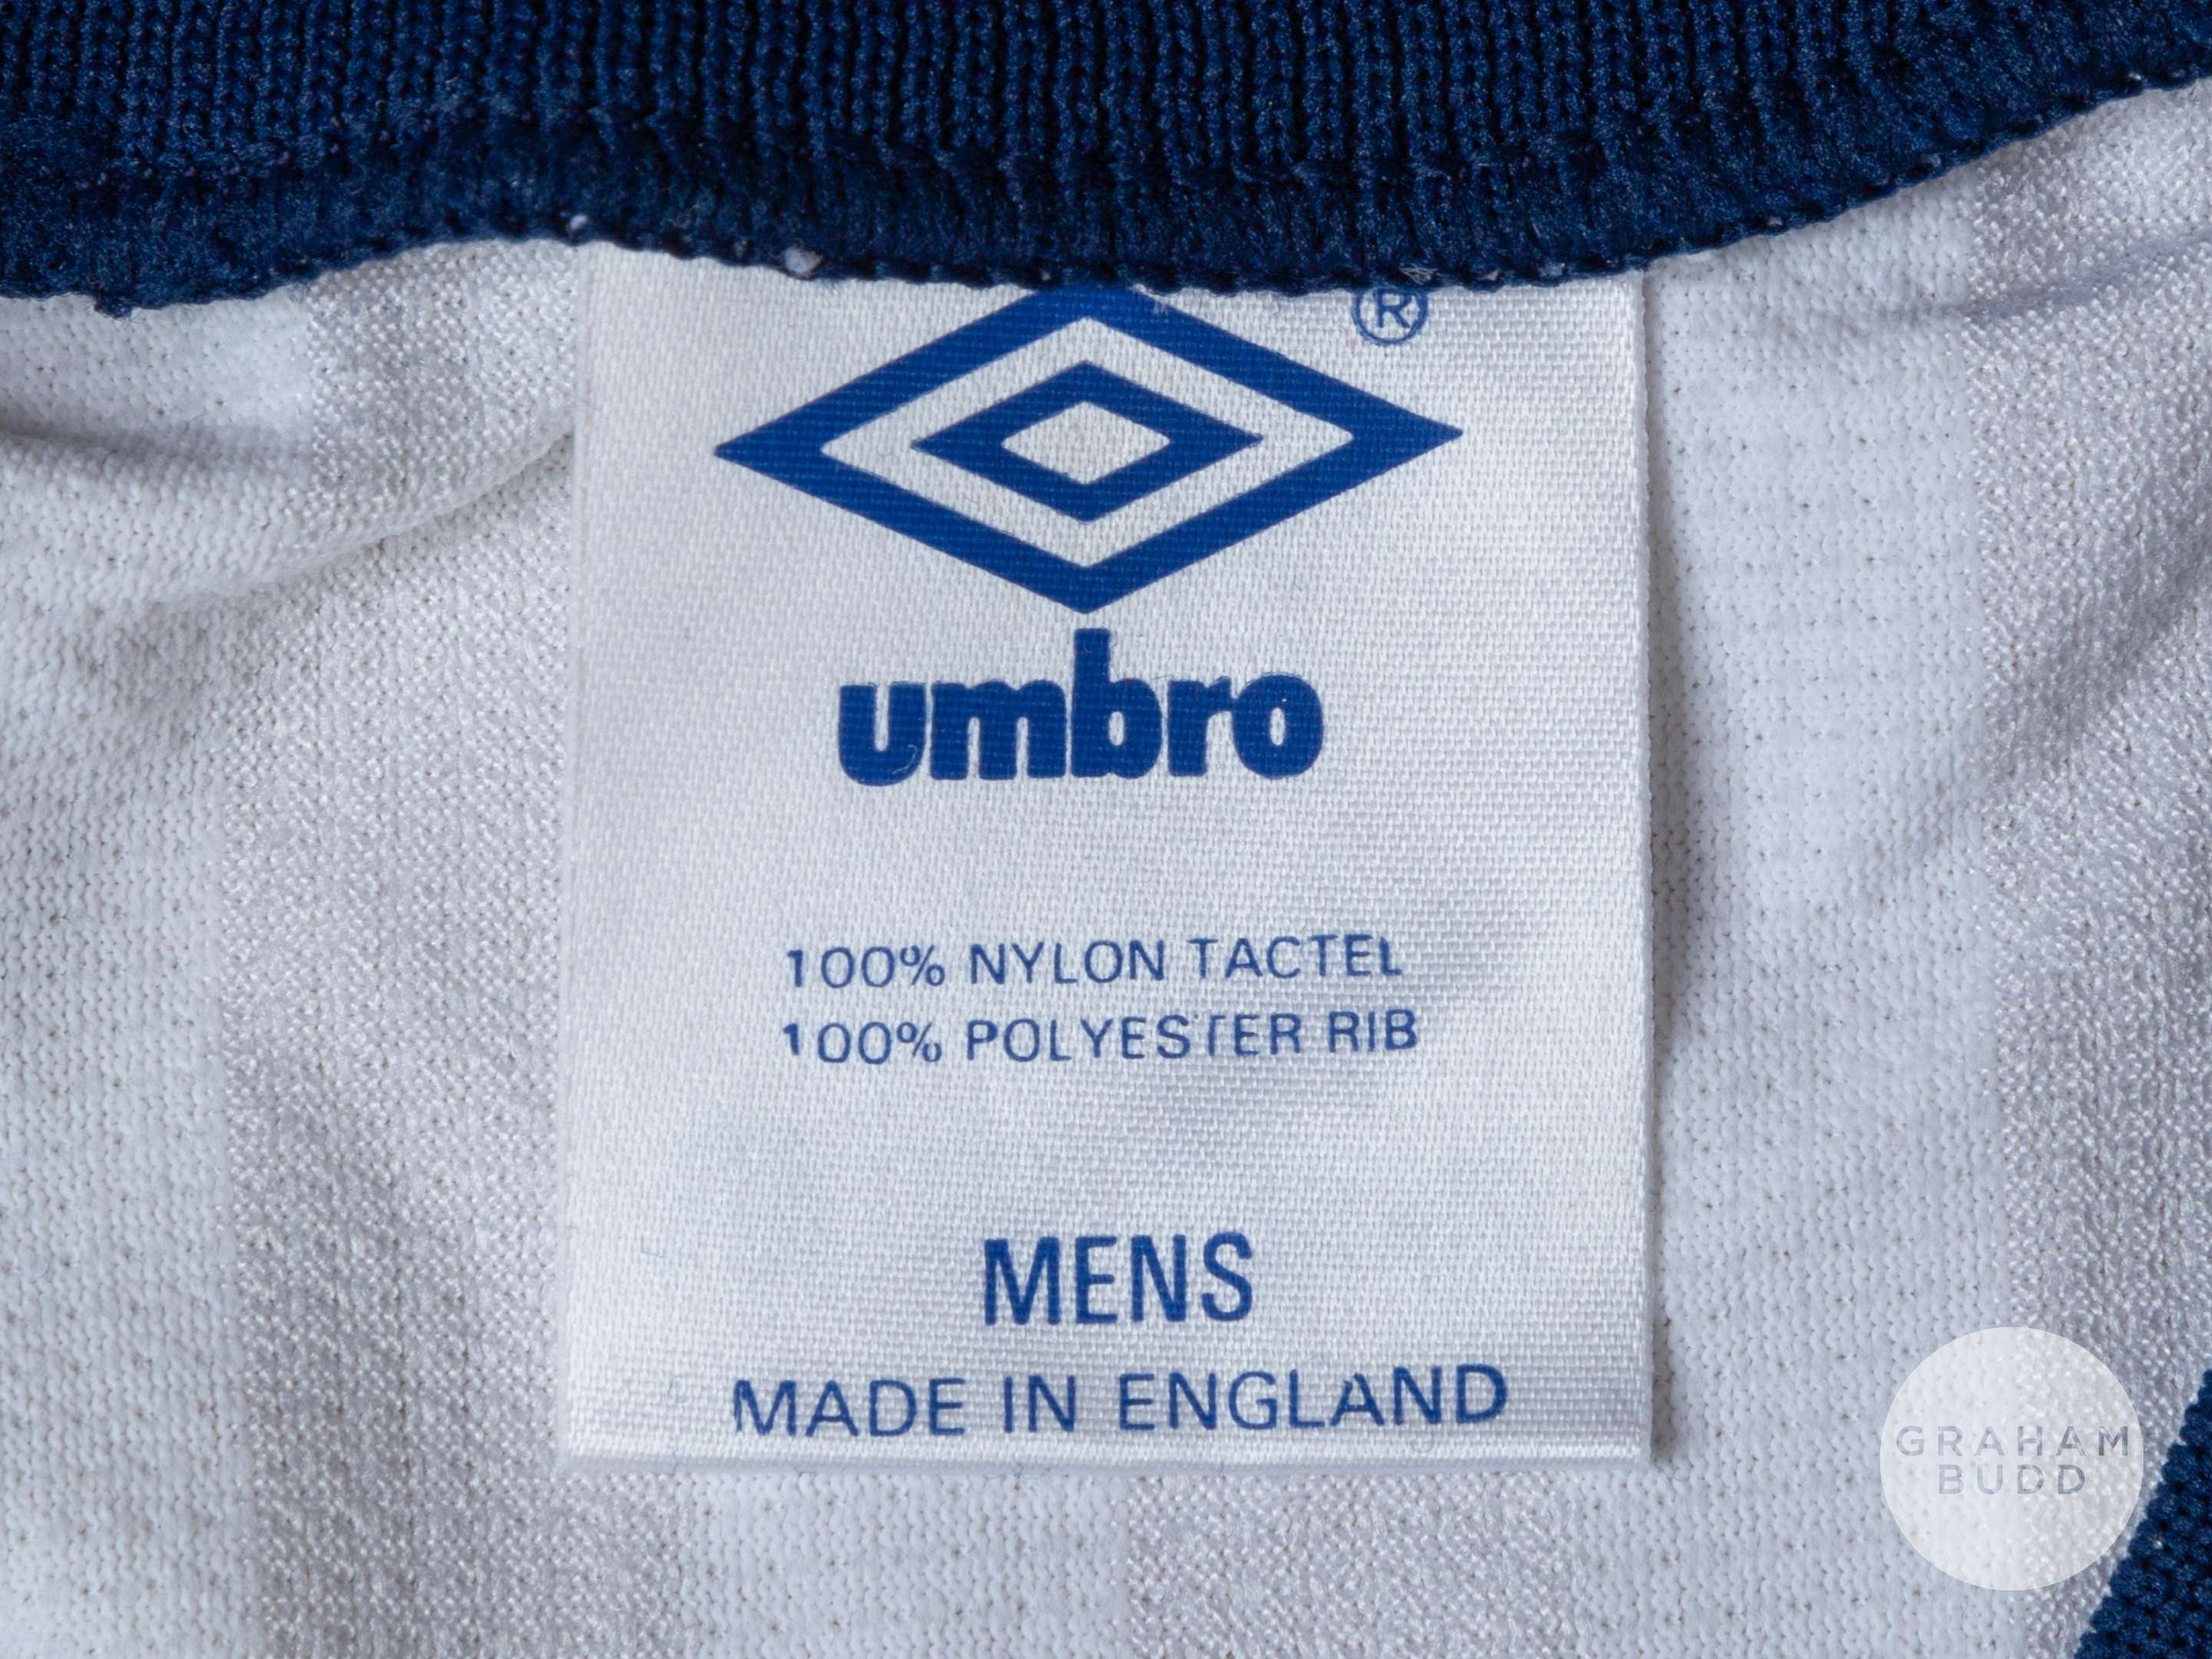 ®
umbro
100% NYLON TACTEL
100% POLYESTER RIB
MENS
MADE IN ENGLAND
GRAHAM
BUDD